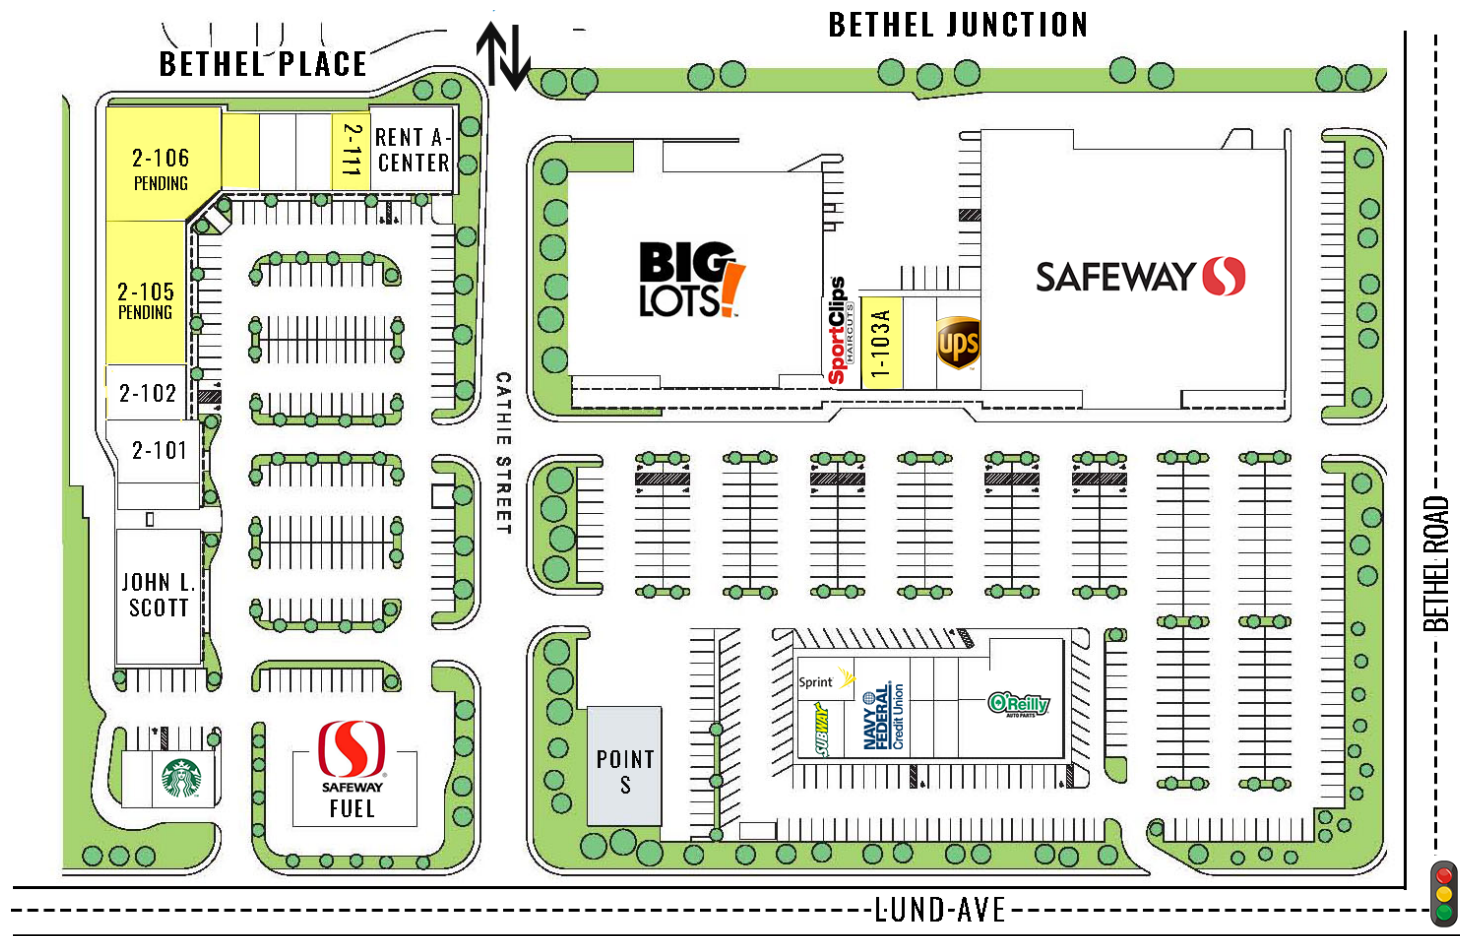 BETHEL JUNCTION
BETHEL PLACE
2-106
PENDING
2-111
RENT A-
CENTER
2-105
PENDING
2-102
2-101
JOHN L.
SCOTT
SAFEWAY
FUEL
CATHIE STREET
BIG
LOTS!
SportClips
HAIRCUTS
1-103A
ups
SAFEWAY
BETHEL ROAD
Sprint
SUBWAY
NAVY
FEDERAL
Credit Union
O'Reilly
AUTO PARTS
POINT
S
LUND AVE